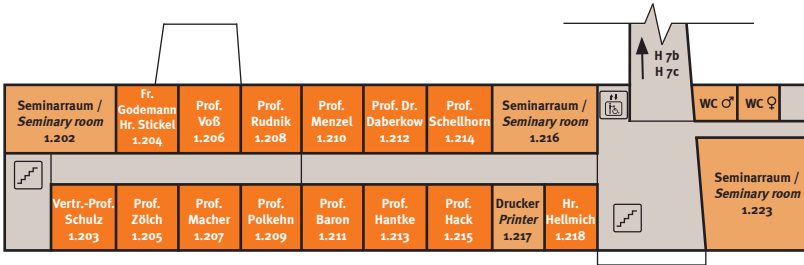 H 7b
H 7c
Seminarraum /
Seminary room
1.202
Fr.
Godemann
Hr. Stickel
1.204
Prof.
Voß
1.206
Prof.
Rudnik
1.208
Prof.
Menzel
1.210
Prof. Dr.
Daberkow
1.212
Prof.
Schellhorn
1.214
Seminarraum /
Seminary room
1.216
WC ♂
WC ♀
Vertr.-Prof.
Schulz
1.203
Prof.
Zölch
1.205
Prof.
Macher
1.207
Prof.
Polkehn
1.209
Prof.
Baron
1.211
Prof.
Hantke
1.213
Prof.
Hack
1.215
Drucker
Printer
1.217
Hr.
Hellmich
1.218
Seminarraum /
Seminary room
1.223